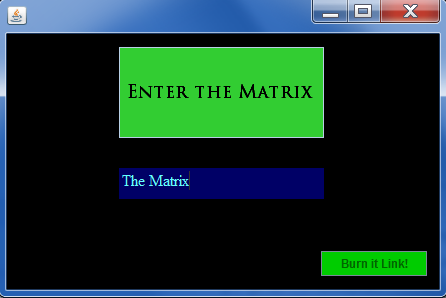 Enter the Matrix
The Matrix
Burn it Link!